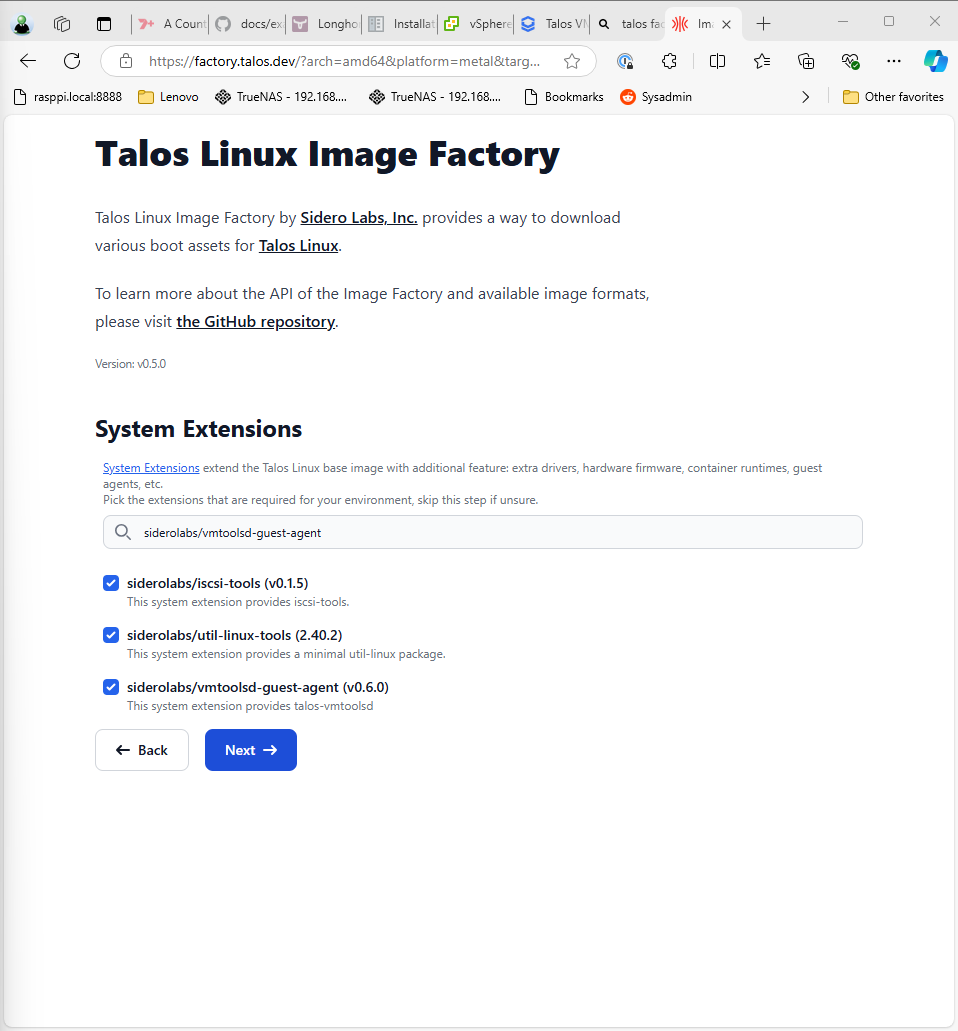 A Count
docs/ex
Longho
Installat
vSphere
Talos VM
talos fac
Ima
https://factory.talos.dev/?arch=amd64&platform=metal&targ...
rasppi.local:8888
Lenovo
TrueNAS - 192.168....
TrueNAS - 192.168....
Bookmarks
Sysadmin
Other favorites
Talos Linux Image Factory
Talos Linux Image Factory by Sidero Labs, Inc. provides a way to download
various boot assets for Talos Linux.
To learn more about the API of the Image Factory and available image formats,
please visit the GitHub repository.
Version: v0.5.0
System Extensions
System Extensions extend the Talos Linux base image with additional feature: extra drivers, hardware firmware, container runtimes, guest
agents, etc.
Pick the extensions that are required for your environment, skip this step if unsure.
siderolabs/vmtoolsd-guest-agent
siderolabs/iscsi-tools (v0.1.5)
This system extension provides iscsi-tools.
siderolabs/util-linux-tools (2.40.2)
This system extension provides a minimal util-linux package.
siderolabs/vmtoolsd-guest-agent (v0.6.0)
This system extension provides talos-vmtoolsd
← Back
Next →